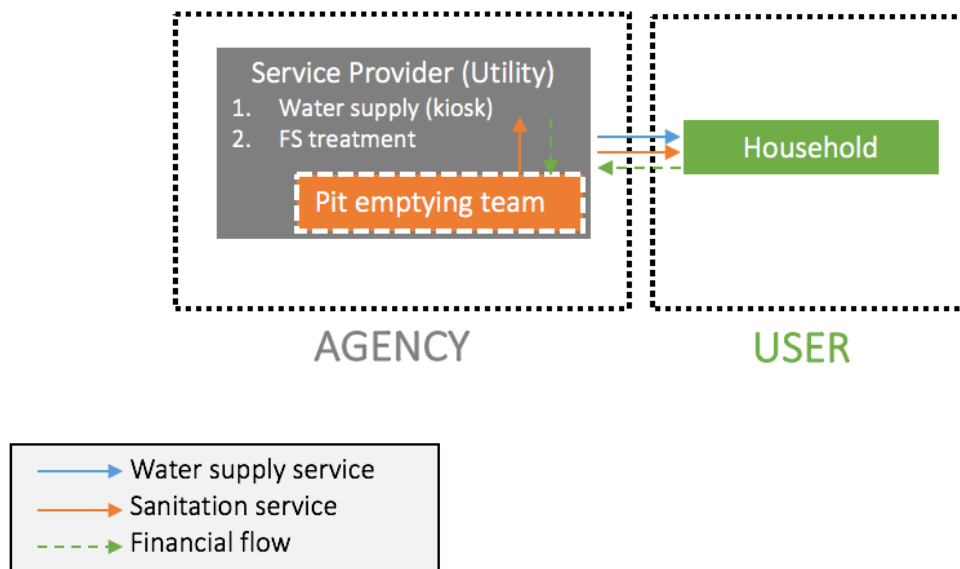 Service Provider (Utility)
1. Water supply (kiosk)
2. FS treatment
Pit emptying team
Household
AGENCY
USER
Water supply service
Sanitation service
Financial flow